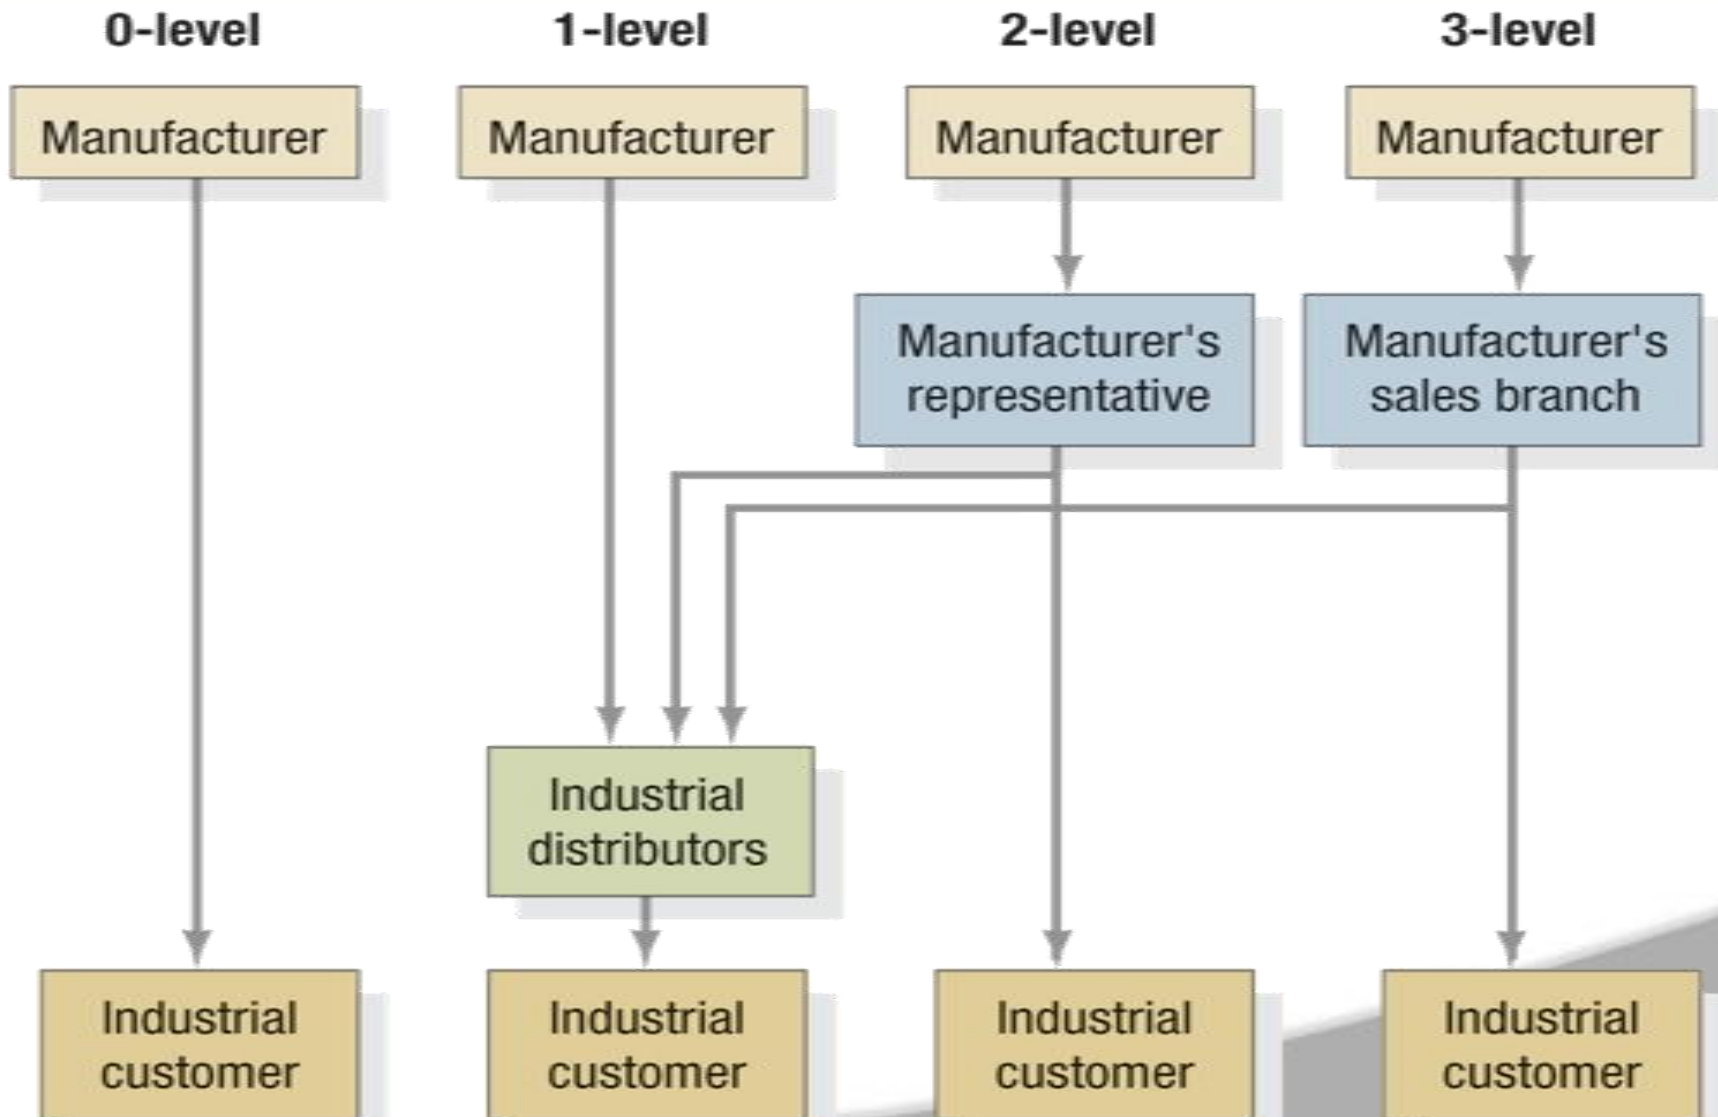 0-level
1-level
2-level
3-level
Manufacturer
Manufacturer
Manufacturer
Manufacturer
Manufacturer's
representative
Manufacturer's
sales branch
Industrial
distributors
Industrial
customer
Industrial
customer
Industrial
customer
Industrial
customer